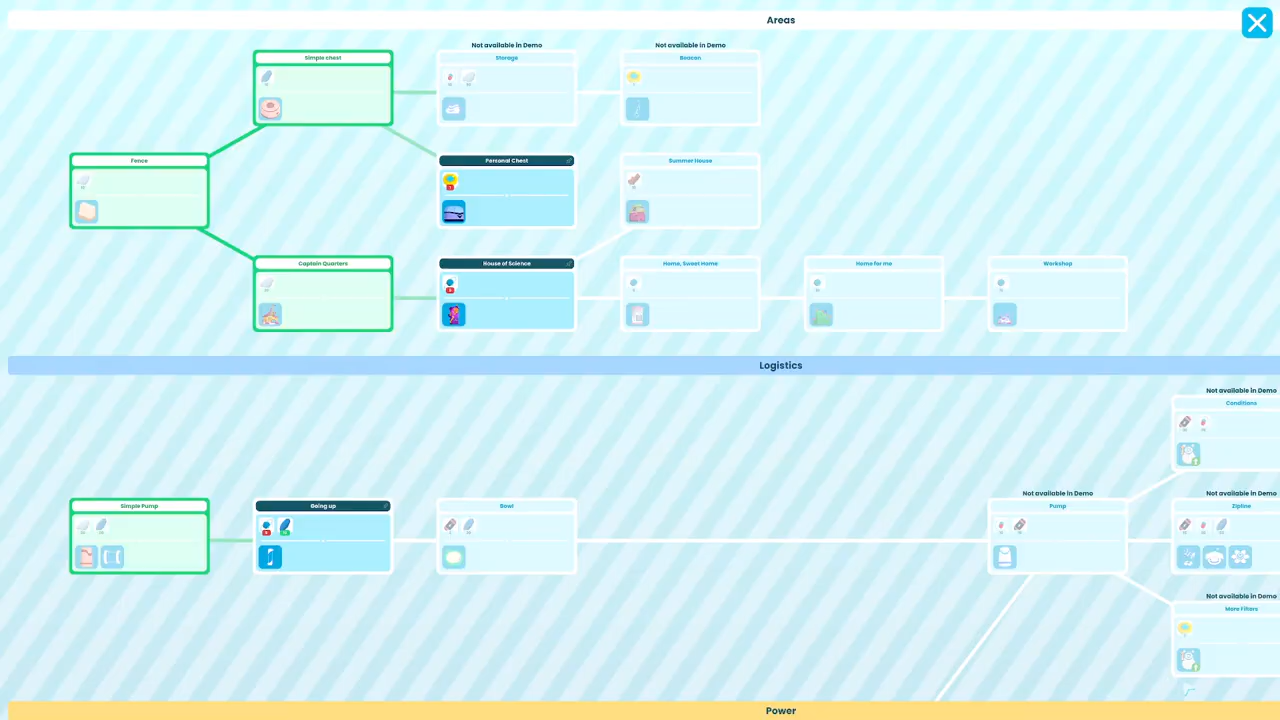 Areas
Not available in Demo
Not available in Demo
Simple chest
Storage
Beacon
Fence
Personal Chest
Summer House
Captain Quarters
House of Science
Home, Sweet Home
Home for me
Workshop
Logistics
Not available in Demo
Conditions
Not available in Demo
Not available in Demo
Simple Pump
Going up
Bowl
Pump
Zipline
Not available in Demo
More Filters
Power